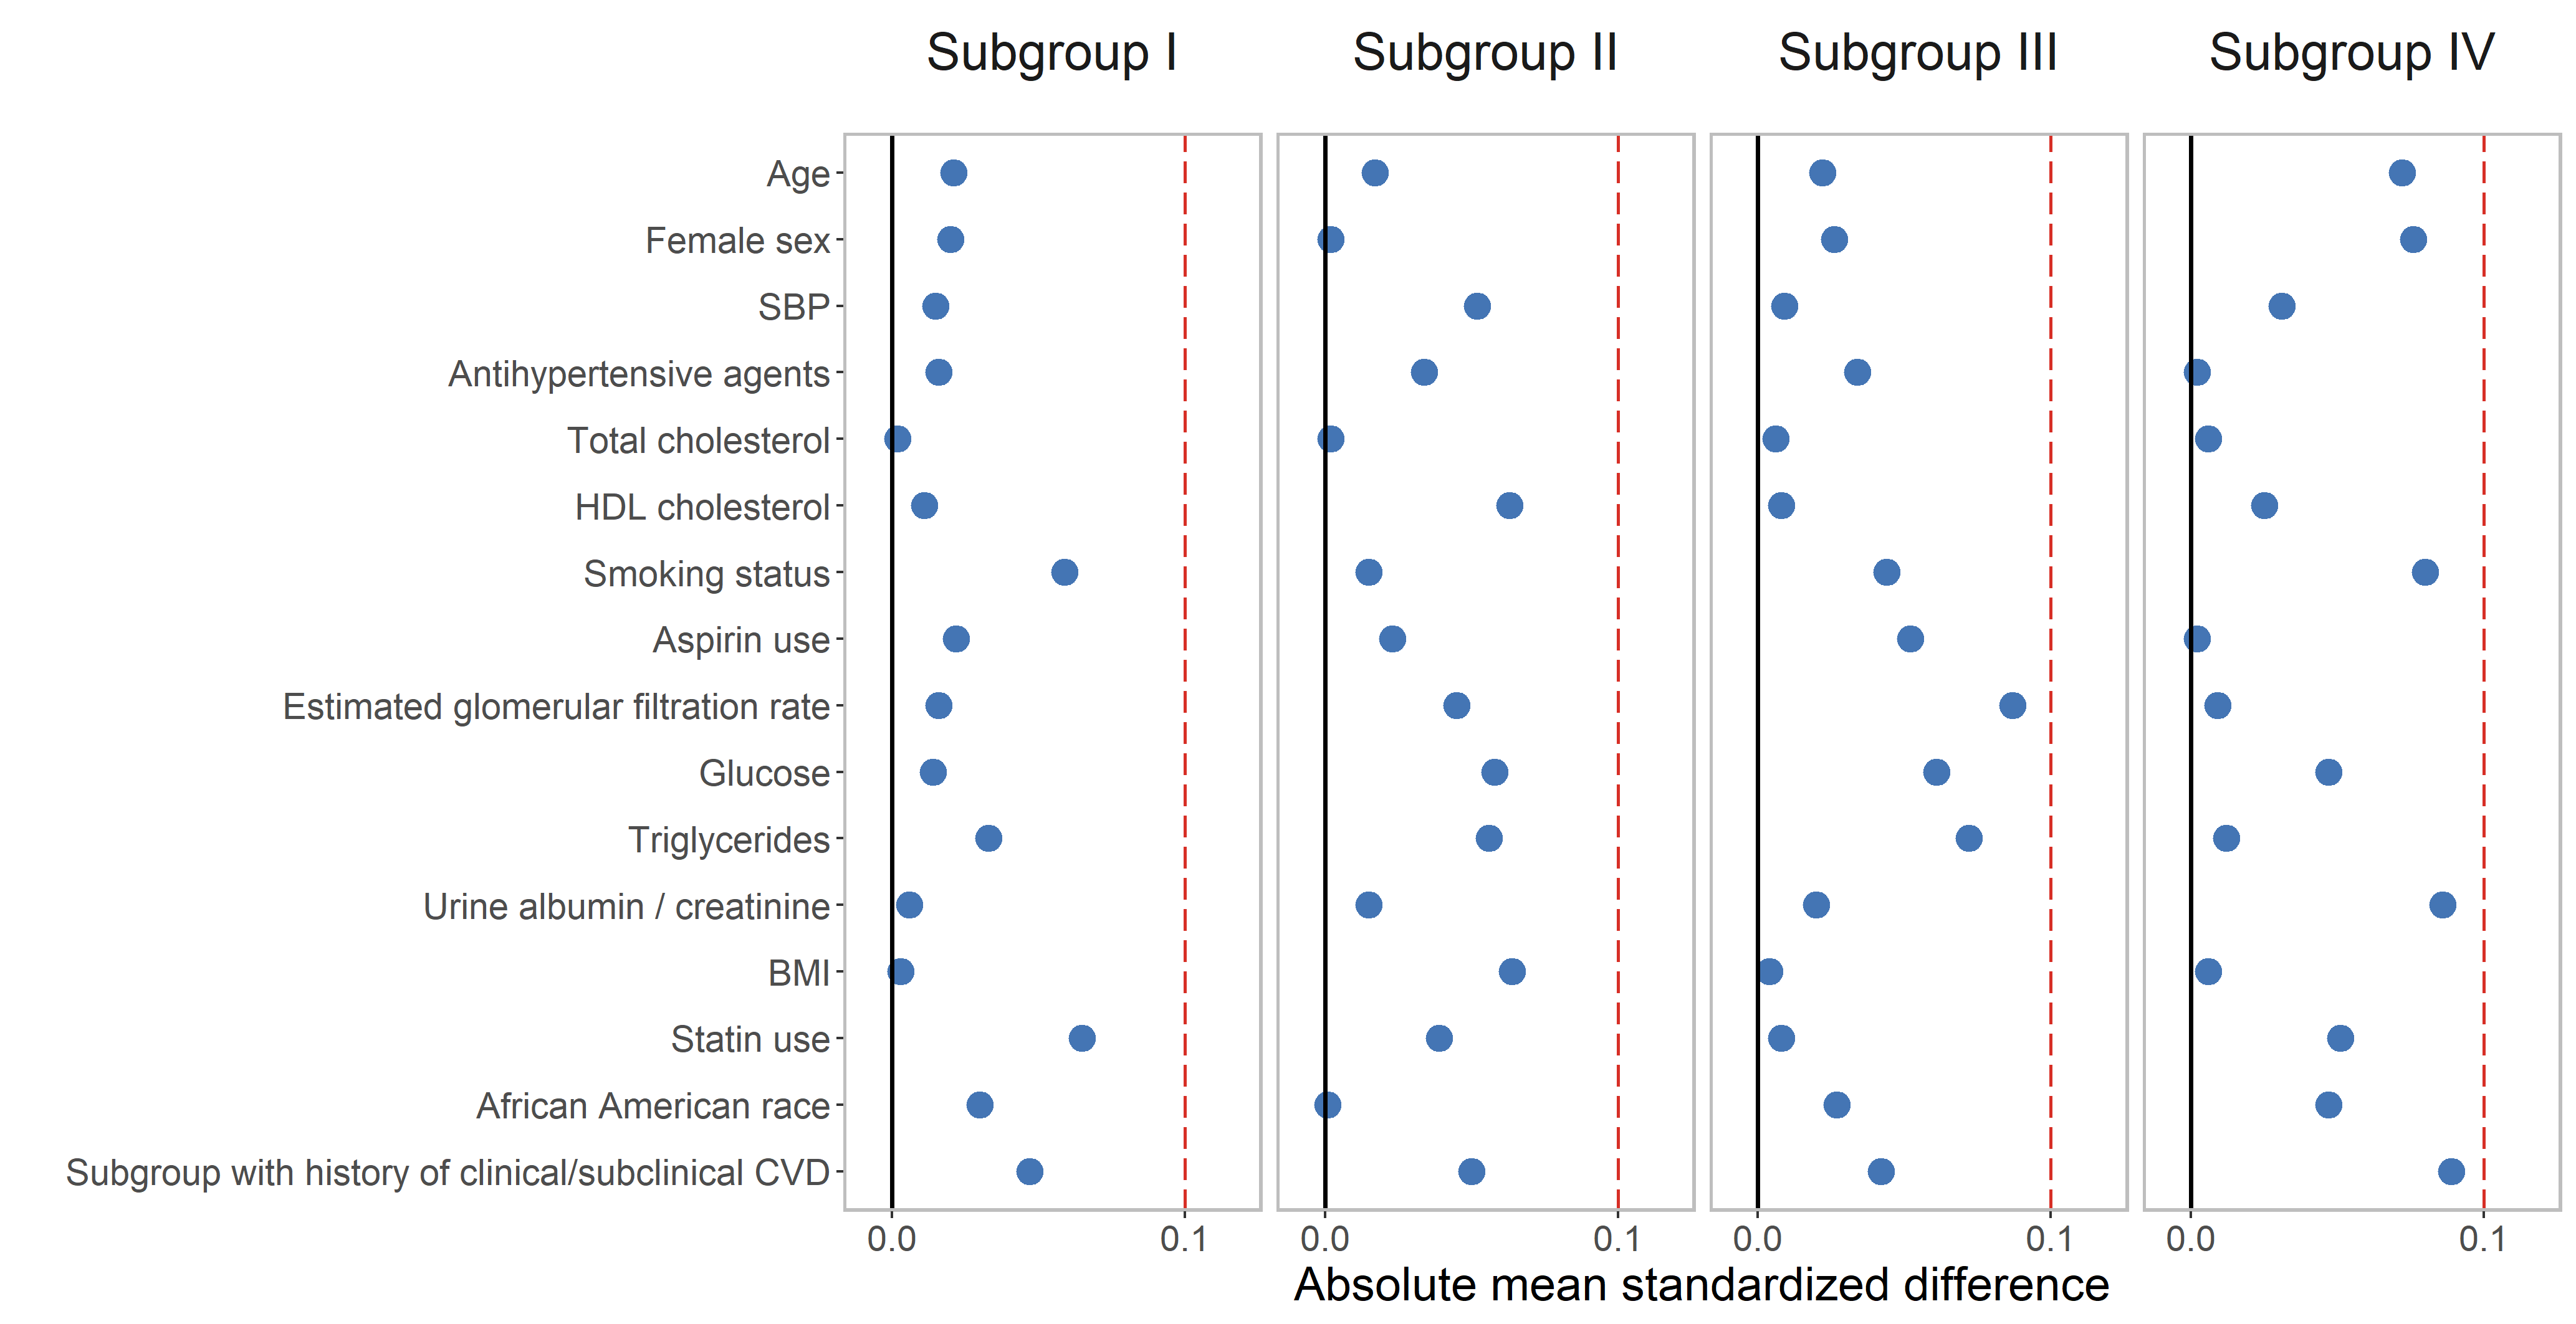 Subgroup I
Subgroup II
Subgroup III
Subgroup IV
Age
Female sex
SBP
Antihypertensive agents
Total cholesterol
HDL cholesterol
Smoking status
Aspirin use
Estimated glomerular filtration rate
Glucose
Triglycerides
Urine albumin / creatinine
BMI
Statin use
African American race
Subgroup with history of clinical/subclinical CVD
0.0 0.1 0.0 0.1 0.0 0.1 0.0 0.1
Absolute mean standardized difference